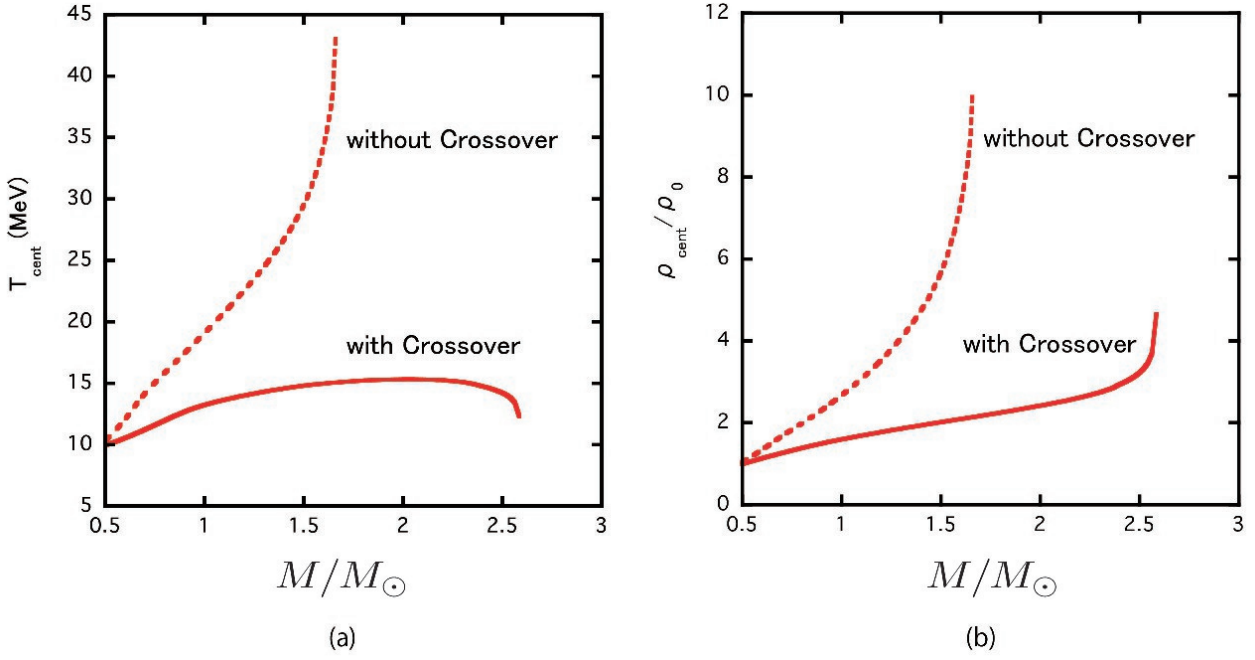 45
40
35
30
25
20
15
10
5
T_cent (MeV)
without Crossover
with Crossover
0.5 1 1.5 2 2.5 3
M/M_⊙
(a)
12
10
8
6
4
2
0
ρ_cent / ρ_0
without Crossover
with Crossover
0.5 1 1.5 2 2.5 3
M/M_⊙
(b)